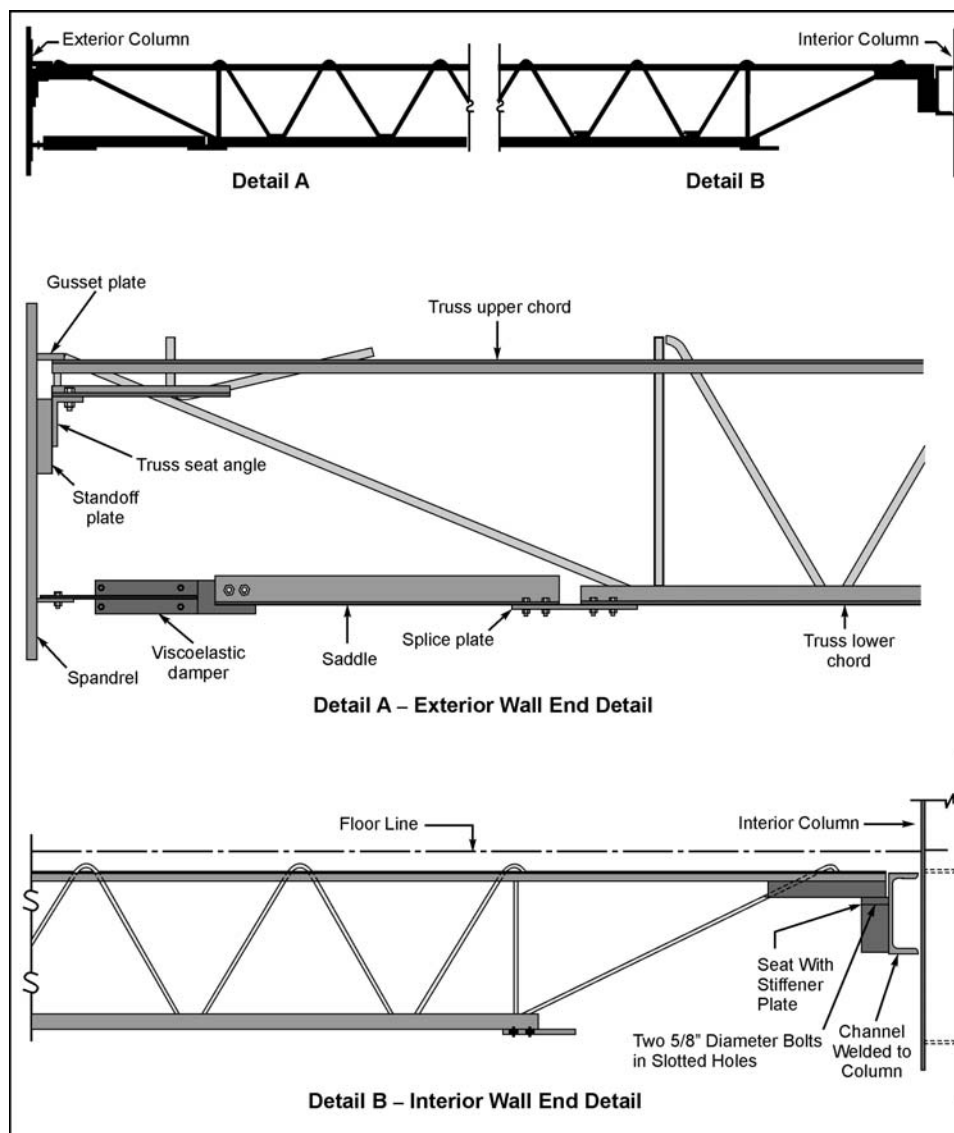 Exterior Column
Interior Column
Detail A
Detail B
Gusset plate
Truss upper chord
Truss seat angle
Standoff
plate
Spandrel
Viscoelastic
damper
Saddle
Splice plate
Truss lower
chord
Detail A – Exterior Wall End Detail
Floor Line
Interior Column
Seat With
Stiffener
Plate
Two 5/8" Diameter Bolts
in Slotted Holes
Channel
Welded to
Column
Detail B – Interior Wall End Detail